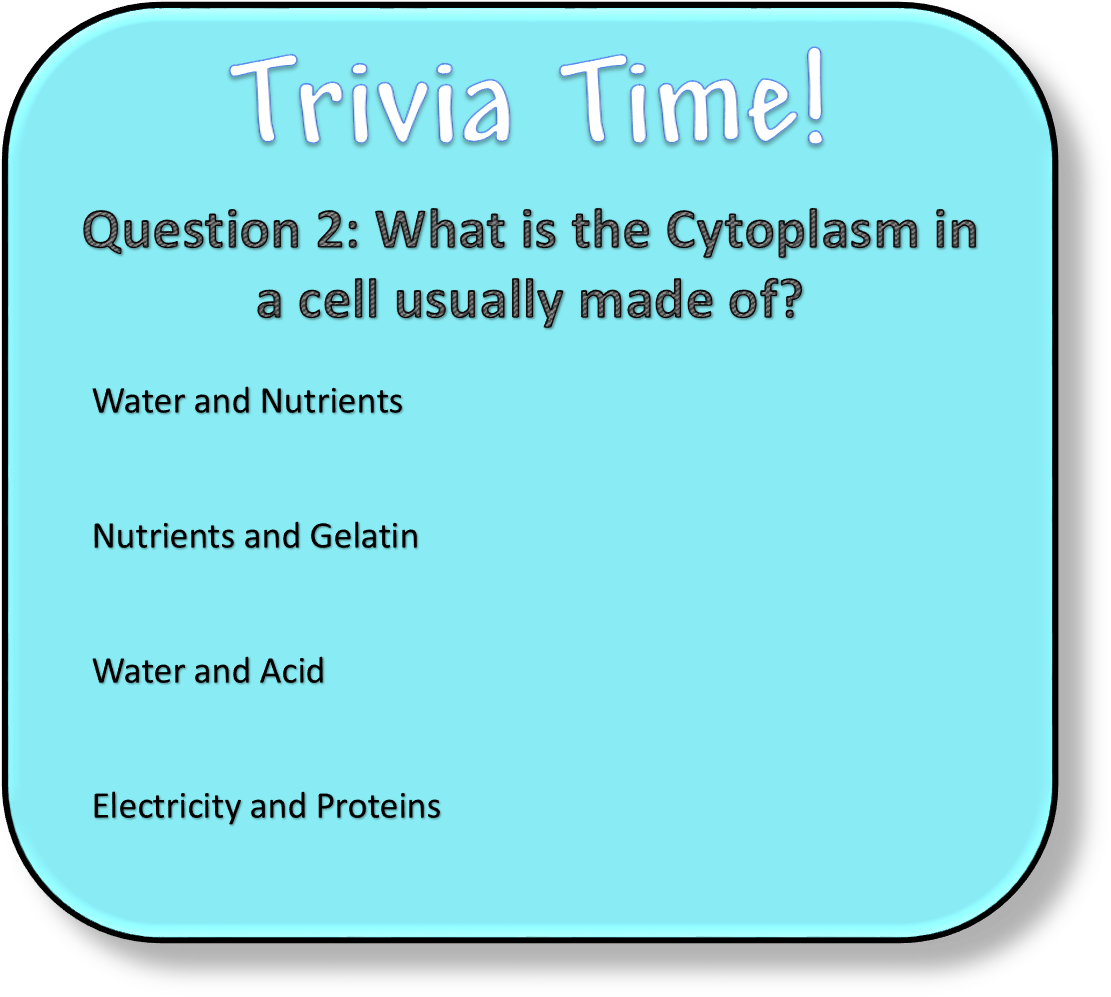 Trivia Time!
Question 2: What is the Cytoplasm in
a cell usually made of?
Water and Nutrients
Nutrients and Gelatin
Water and Acid
Electricity and Proteins